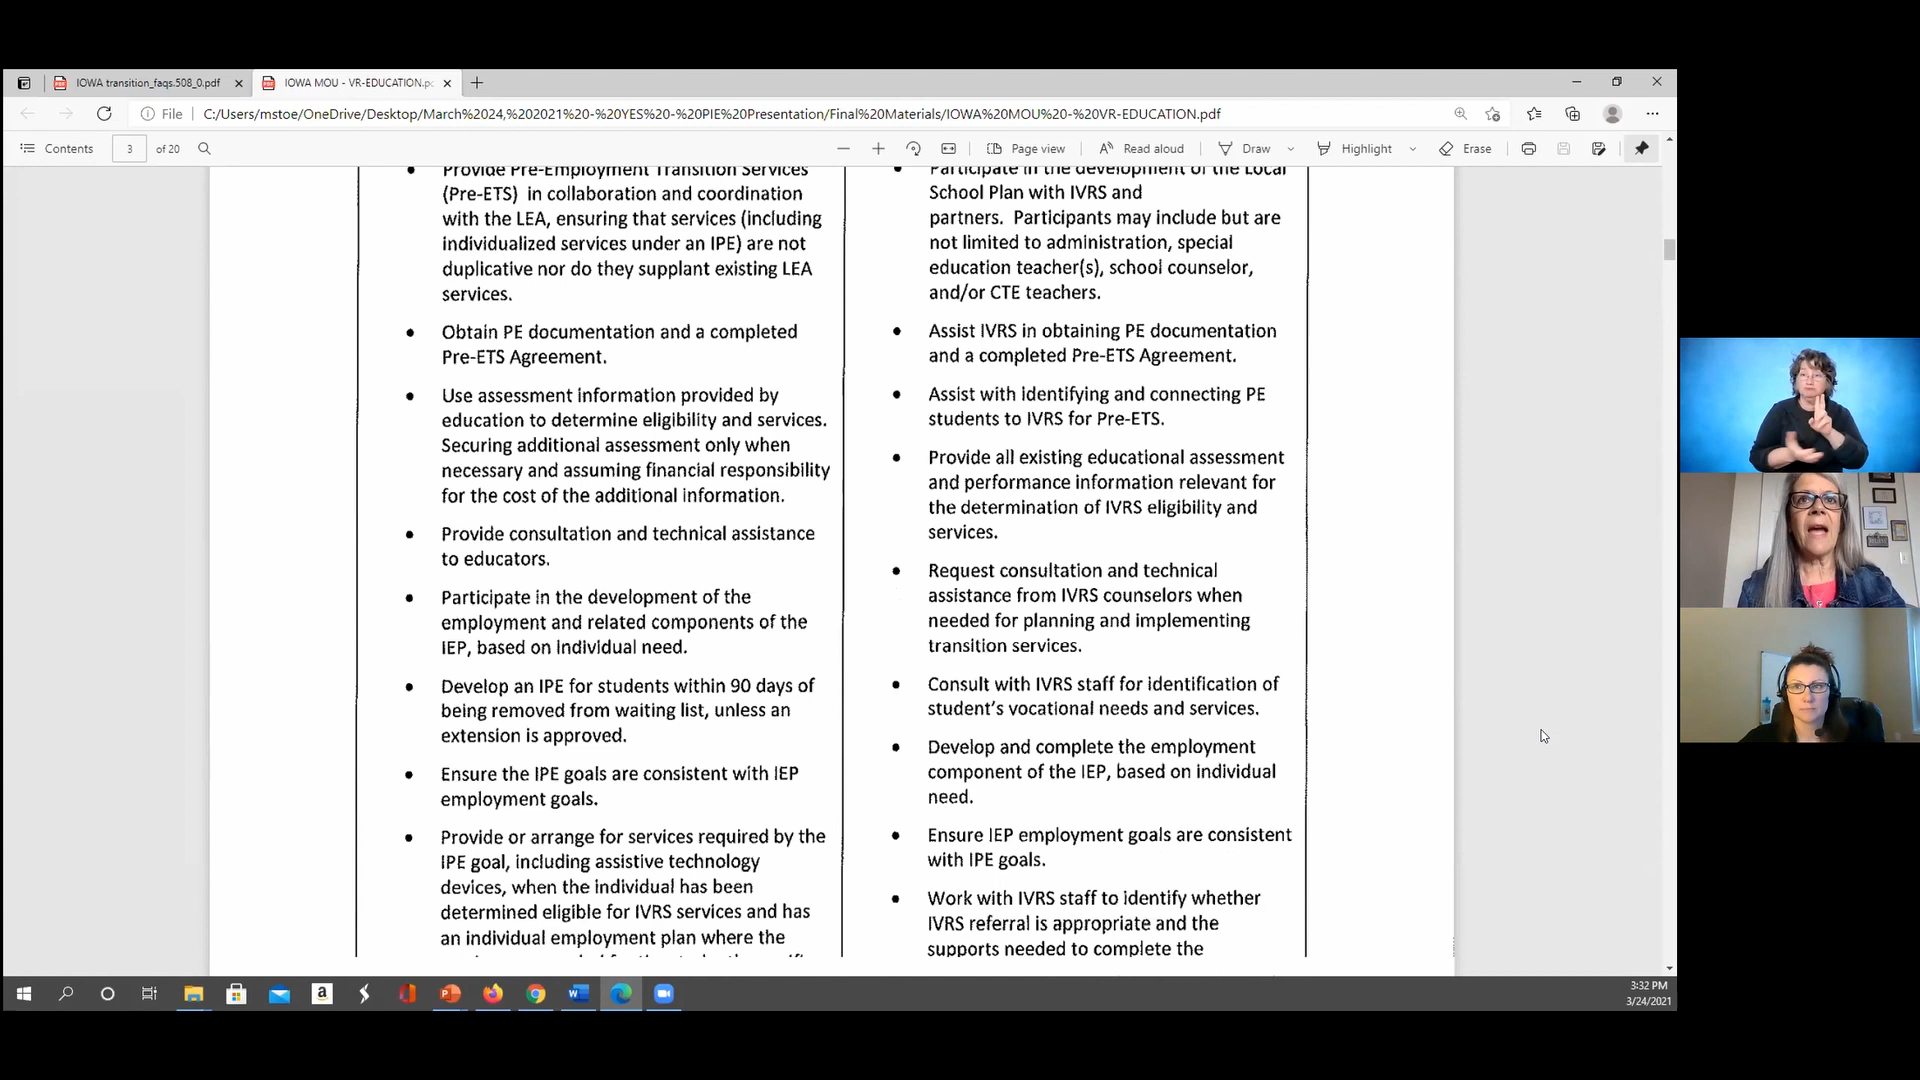 IOWA transition_faqs.508_0.pdf
IOWA MOU - VR-EDUCATION.p
File
C:/Users/mstoe/OneDrive/Desktop/March%2024,%202021%20-%20YES%20-%20PIE%20Presentation/Final%20Materials/IOWA%20MOU%20-%20VR-EDUCATION.pdf
Contents
3
of 20
Page view
Read aloud
Draw
Highlight
Erase
• Provide Pre-Employment Transition Services
(Pre-ETS) in collaboration and coordination
with the LEA, ensuring that services (including
individualized services under an IPE) are not
duplicative nor do they supplant existing LEA
services.
• Obtain PE documentation and a completed
Pre-ETS Agreement.
• Use assessment information provided by
education to determine eligibility and services.
Securing additional assessment only when
necessary and assuming financial responsibility
for the cost of the additional information.
• Provide consultation and technical assistance
to educators.
• Participate in the development of the
employment and related components of the
IEP, based on individual need.
• Develop an IPE for students within 90 days of
being removed from waiting list, unless an
extension is approved.
• Ensure the IPE goals are consistent with IEP
employment goals.
• Provide or arrange for services required by the
IPE goal, including assistive technology
devices, when the individual has been
determined eligible for IVRS services and has
an individual employment plan where the
• Participate in the development of the Local
School Plan with IVRS and
partners. Participants may include but are
not limited to administration, special
education teacher(s), school counselor,
and/or CTE teachers.
• Assist IVRS in obtaining PE documentation
and a completed Pre-ETS Agreement.
• Assist with identifying and connecting PE
students to IVRS for Pre-ETS.
• Provide all existing educational assessment
and performance information relevant for
the determination of IVRS eligibility and
services.
• Request consultation and technical
assistance from IVRS counselors when
needed for planning and implementing
transition services.
• Consult with IVRS staff for identification of
student's vocational needs and services.
• Develop and complete the employment
component of the IEP, based on individual
need.
• Ensure IEP employment goals are consistent
with IPE goals.
• Work with IVRS staff to identify whether
IVRS referral is appropriate and the
supports needed to complete the
3:32 PM
3/24/2021